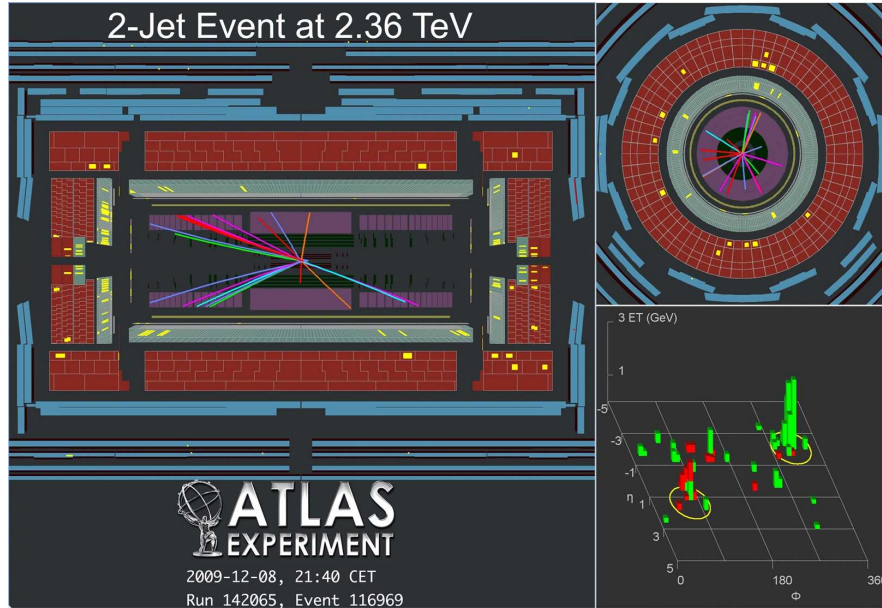 2-Jet Event at 2.36 TeV
ATLAS
EXPERIMENT
2009-12-08, 21:40 CET
Run 142065, Event 116969
3 ET (GeV)
1
-5
-3
-1
η
1
3
5
0
180
360
Φ